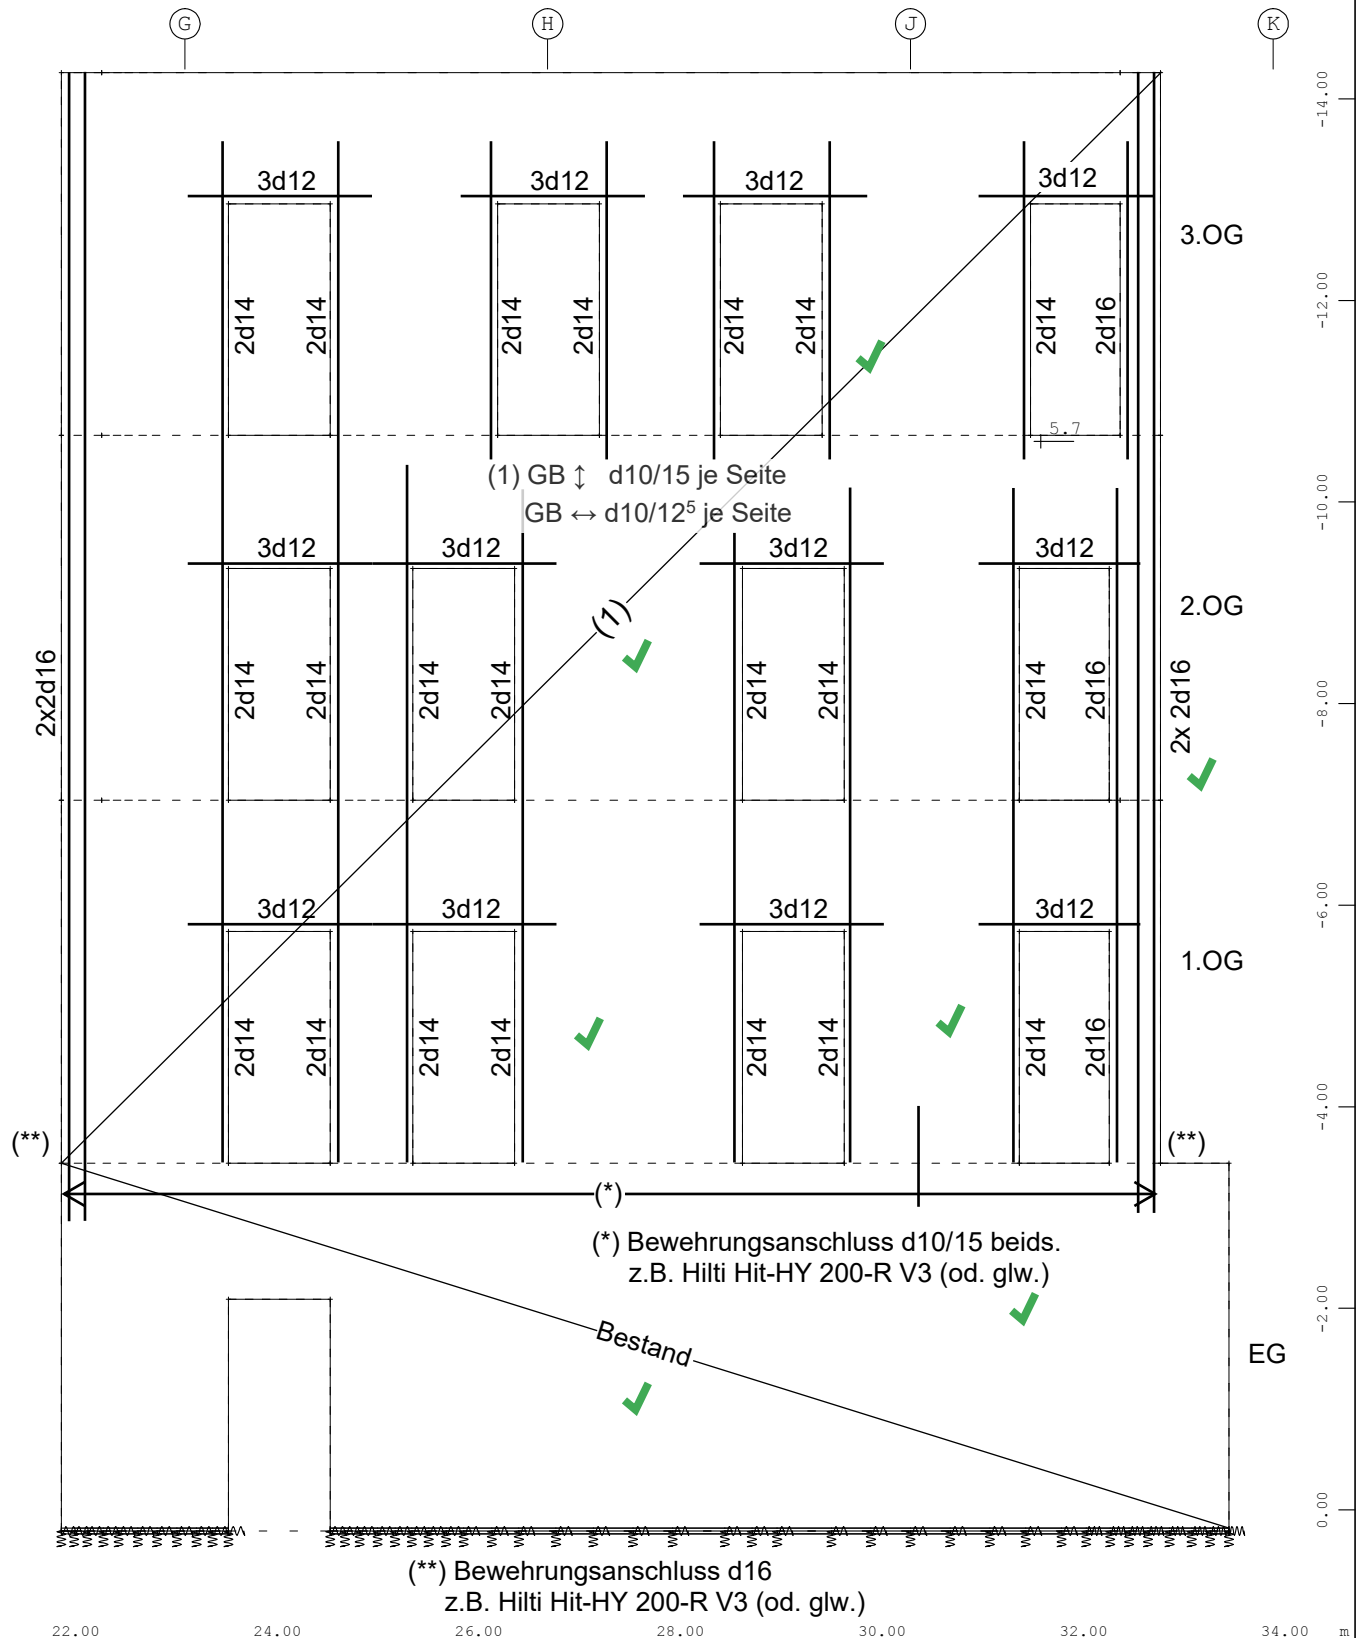 G H J K
-14.00
3d12 3d12 3d12 3d12
3.OG
-12.00
2d14 2d14 2d14 2d14 2d14 2d14 2d14 2d16
5.7
(1) GB ↕ d10/15 je Seite
GB ↔ d10/12⁵ je Seite
-10.00
3d12 3d12 3d12 3d12
(1)
2.OG
2x2d16
2d14 2d14 2d14 2d14 2d14 2d14 2d14 2d16
2x 2d16
-8.00
3d12 3d12 3d12 3d12
-6.00
1.OG
2d14 2d14 2d14 2d14 2d14 2d14 2d14 2d16
-4.00
(**) (**)
(*)
(*) Bewehrungsanschluss d10/15 beids.
z.B. Hilti Hit-HY 200-R V3 (od. glw.)
-2.00
Bestand
EG
0.00
(**) Bewehrungsanschluss d16
z.B. Hilti Hit-HY 200-R V3 (od. glw.)
22.00 24.00 26.00 28.00 30.00 32.00 34.00 m